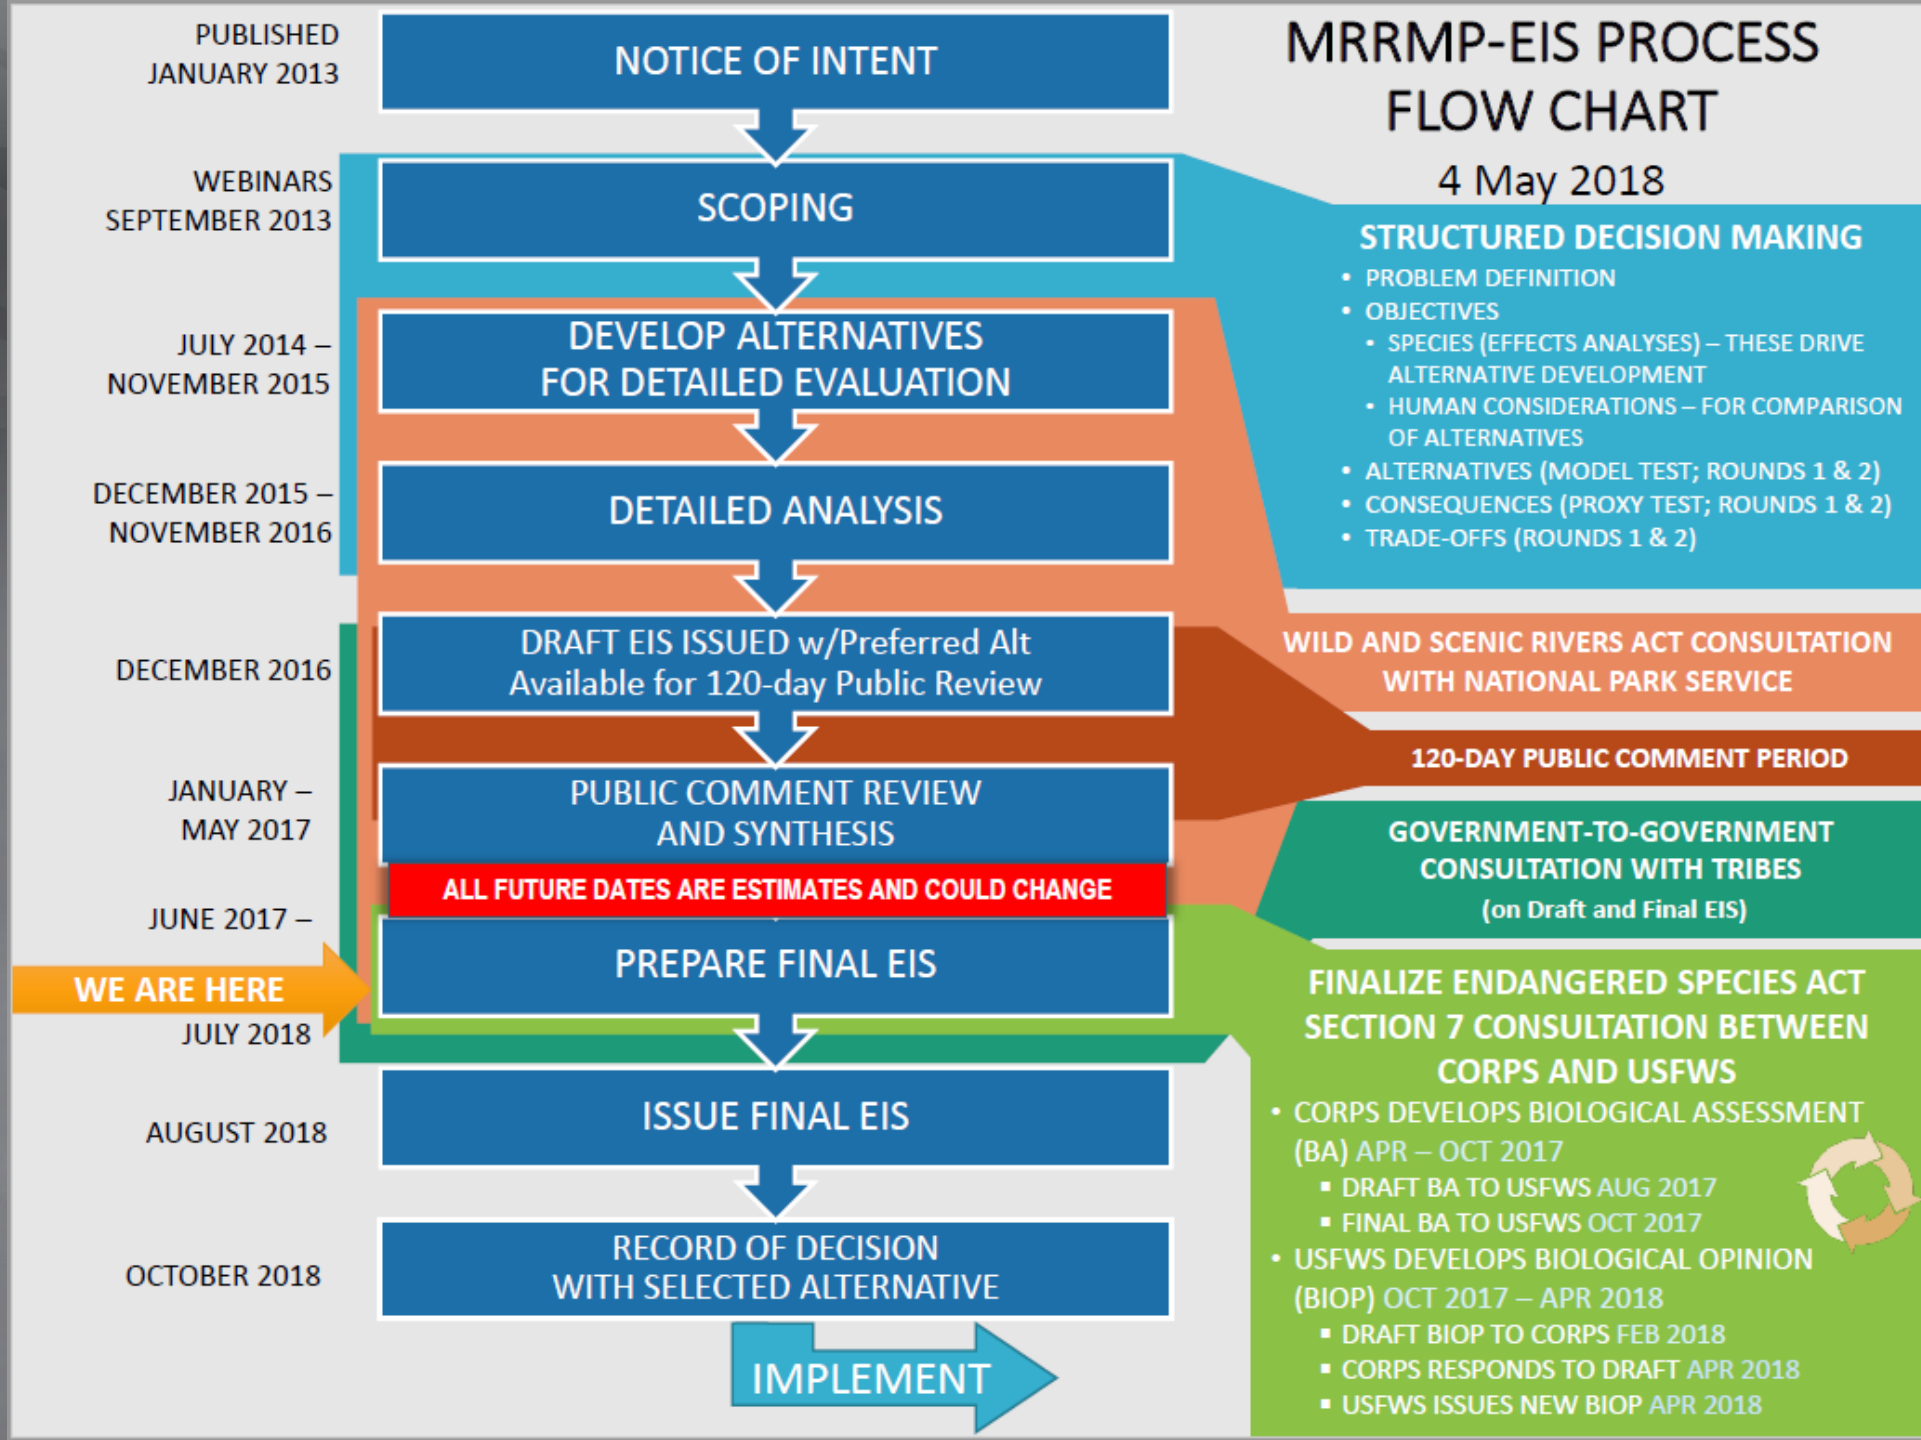 MRRMP-EIS PROCESS
FLOW CHART
4 May 2018
PUBLISHED
JANUARY 2013
NOTICE OF INTENT
WEBINARS
SEPTEMBER 2013
SCOPING
JULY 2014 –
NOVEMBER 2015
DEVELOP ALTERNATIVES
FOR DETAILED EVALUATION
DECEMBER 2015 –
NOVEMBER 2016
DETAILED ANALYSIS
DECEMBER 2016
DRAFT EIS ISSUED w/Preferred Alt
Available for 120-day Public Review
JANUARY –
MAY 2017
PUBLIC COMMENT REVIEW
AND SYNTHESIS
ALL FUTURE DATES ARE ESTIMATES AND COULD CHANGE
JUNE 2017 –
WE ARE HERE
JULY 2018
PREPARE FINAL EIS
AUGUST 2018
ISSUE FINAL EIS
OCTOBER 2018
RECORD OF DECISION
WITH SELECTED ALTERNATIVE
IMPLEMENT
STRUCTURED DECISION MAKING
• PROBLEM DEFINITION
• OBJECTIVES
• SPECIES (EFFECTS ANALYSES) – THESE DRIVE
ALTERNATIVE DEVELOPMENT
• HUMAN CONSIDERATIONS – FOR COMPARISON
OF ALTERNATIVES
• ALTERNATIVES (MODEL TEST; ROUNDS 1 & 2)
• CONSEQUENCES (PROXY TEST; ROUNDS 1 & 2)
• TRADE-OFFS (ROUNDS 1 & 2)
WILD AND SCENIC RIVERS ACT CONSULTATION
WITH NATIONAL PARK SERVICE
120-DAY PUBLIC COMMENT PERIOD
GOVERNMENT-TO-GOVERNMENT
CONSULTATION WITH TRIBES
(on Draft and Final EIS)
FINALIZE ENDANGERED SPECIES ACT
SECTION 7 CONSULTATION BETWEEN
CORPS AND USFWS
• CORPS DEVELOPS BIOLOGICAL ASSESSMENT
(BA) APR – OCT 2017
▪ DRAFT BA TO USFWS AUG 2017
▪ FINAL BA TO USFWS OCT 2017
• USFWS DEVELOPS BIOLOGICAL OPINION
(BIOP) OCT 2017 – APR 2018
▪ DRAFT BIOP TO CORPS FEB 2018
▪ CORPS RESPONDS TO DRAFT APR 2018
▪ USFWS ISSUES NEW BIOP APR 2018